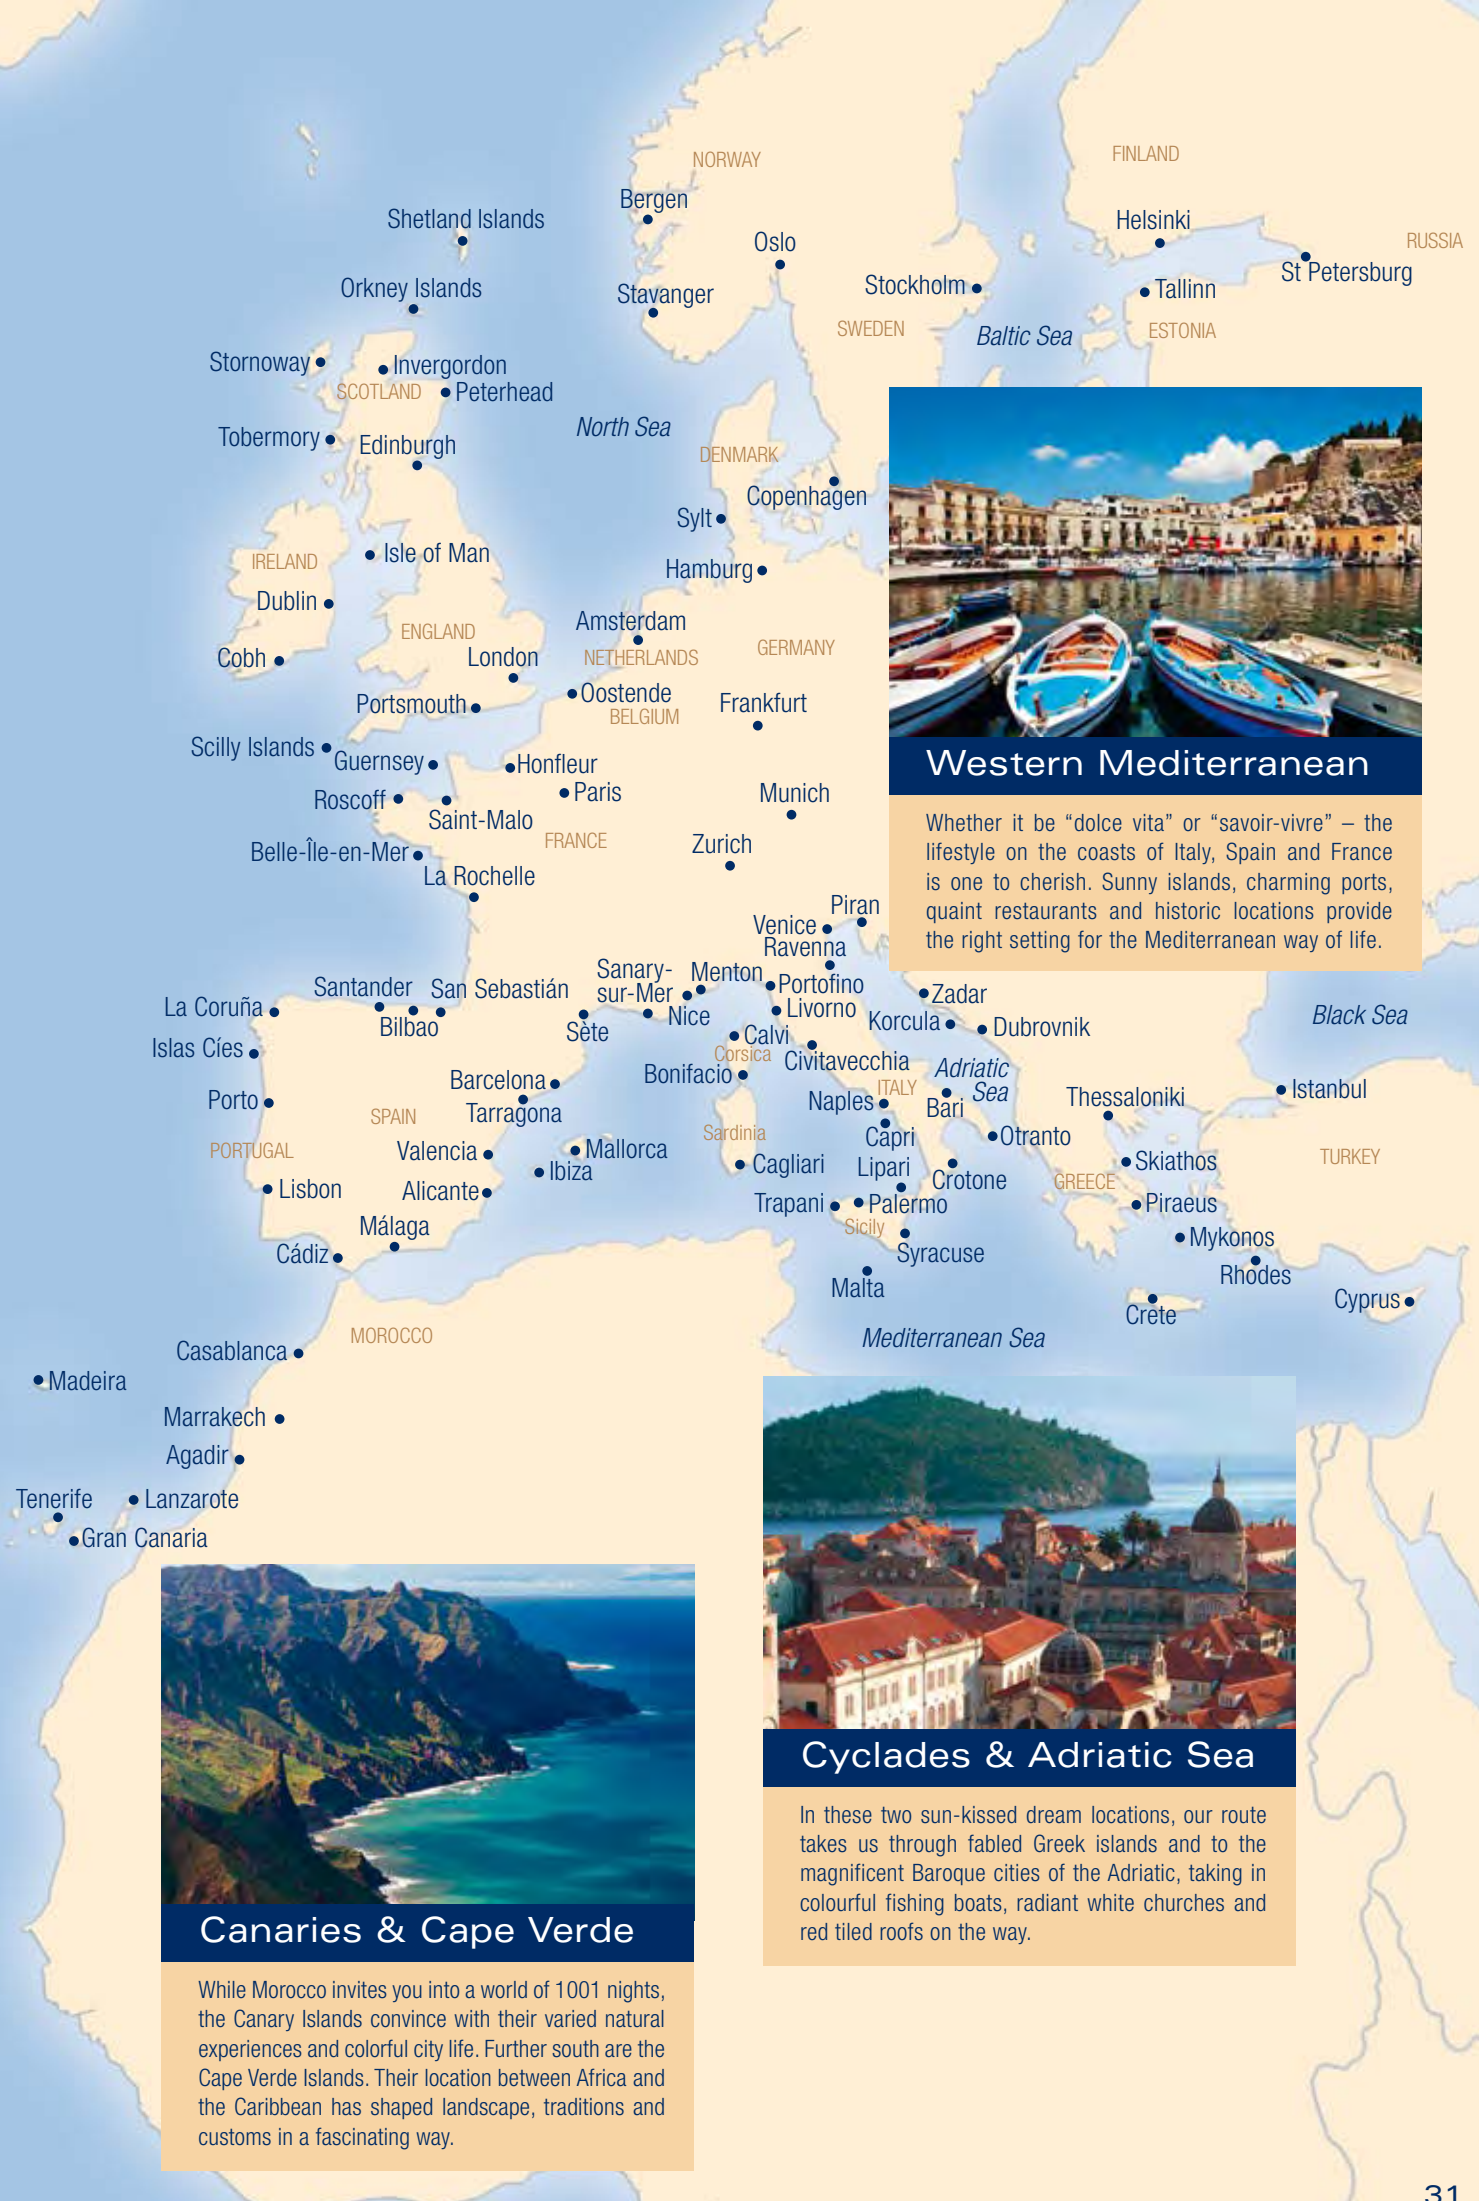 NORWAY
FINLAND
Bergen
Shetland Islands
Helsinki
Oslo
RUSSIA
St Petersburg
Orkney Islands
Stavanger
Stockholm
Tallinn
SWEDEN
Baltic Sea
ESTONIA
Stornoway
Invergordon
SCOTLAND
Peterhead
North Sea
Tobermory
Edinburgh
DENMARK
Copenhagen
Sylt
IRELAND
Isle of Man
Hamburg
Dublin
Amsterdam
ENGLAND
GERMANY
Cobh
London
NETHERLANDS
Oostende
Portsmouth
BELGIUM
Frankfurt
Scilly Islands
Guernsey
Honfleur
Roscoff
Paris
Munich
Saint-Malo
FRANCE
Zurich
Belle-Île-en-Mer
La Rochelle
Western Mediterranean
Whether it be “dolce vita” or “savoir-vivre” – the
lifestyle on the coasts of Italy, Spain and France
is one to cherish. Sunny islands, charming ports,
quaint restaurants and historic locations provide
the right setting for the Mediterranean way of life.
Piran
Venice
Ravenna
Sanary-
sur-Mer
Menton
Portofino
Santander
San Sebastián
La Coruña
Nice
Livorno
Zadar
Bilbao
Sète
Korcula
Dubrovnik
Black Sea
Islas Cíes
Calvi
Corsica
Civitavecchia
Adriatic
Sea
Barcelona
Bonifacio
ITALY
Porto
Tarragona
Naples
Bari
Thessaloniki
Istanbul
SPAIN
Sardinia
Capri
Otranto
PORTUGAL
Valencia
Mallorca
Ibiza
Cagliari
Lipari
Crotone
Skiathos
TURKEY
GREECE
Lisbon
Alicante
Trapani
Palermo
Piraeus
Málaga
Sicily
Mykonos
Cádiz
Syracuse
Rhodes
Malta
Crete
Cyprus
MOROCCO
Mediterranean Sea
Casablanca
Madeira
Marrakech
Agadir
Tenerife
Lanzarote
Gran Canaria
Cyclades & Adriatic Sea
In these two sun-kissed dream locations, our route
takes us through fabled Greek islands and to the
magnificent Baroque cities of the Adriatic, taking in
colourful fishing boats, radiant white churches and
red tiled roofs on the way.
Canaries & Cape Verde
While Morocco invites you into a world of 1001 nights,
the Canary Islands convince with their varied natural
experiences and colorful city life. Further south are the
Cape Verde Islands. Their location between Africa and
the Caribbean has shaped landscape, traditions and
customs in a fascinating way.
31